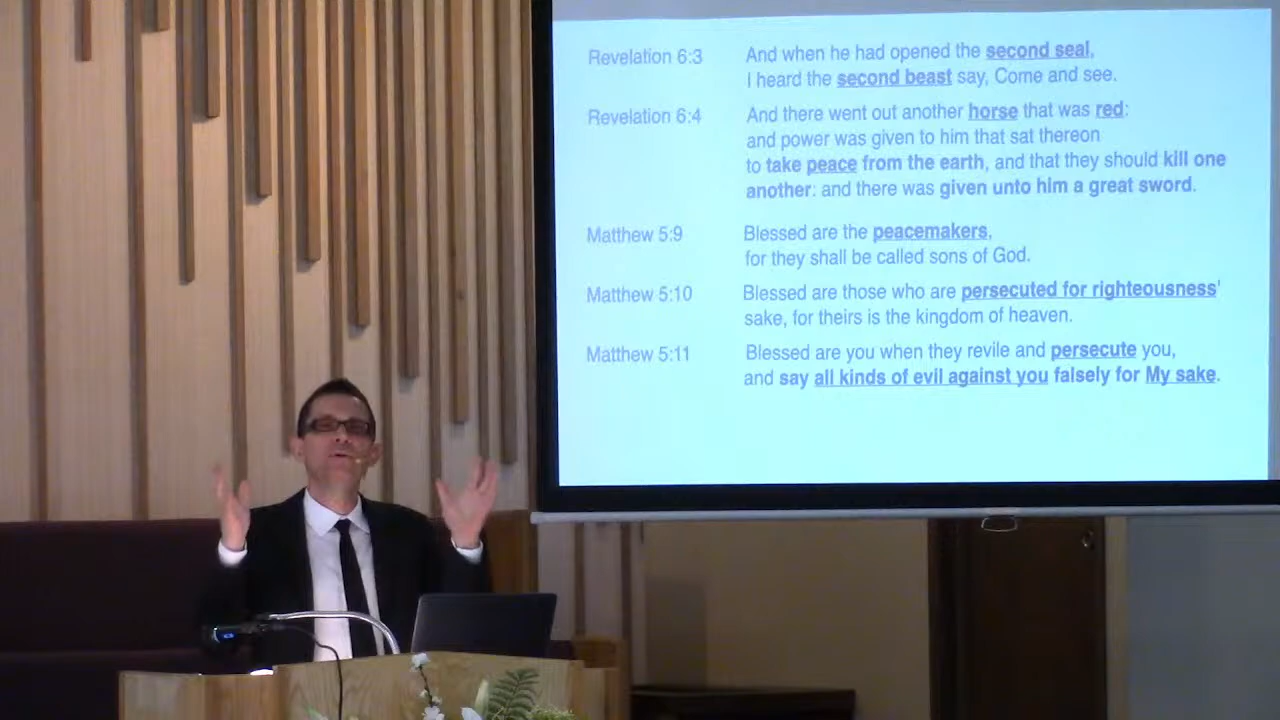 Revelation 6:3 And when he had opened the second seal,
I heard the second beast say, Come and see.
Revelation 6:4 And there went out another horse that was red:
and power was given to him that sat thereon
to take peace from the earth, and that they should kill one
another: and there was given unto him a great sword.
Matthew 5:9 Blessed are the peacemakers,
for they shall be called sons of God.
Matthew 5:10 Blessed are those who are persecuted for righteousness'
sake, for theirs is the kingdom of heaven.
Matthew 5:11 Blessed are you when they revile and persecute you,
and say all kinds of evil against you falsely for My sake.